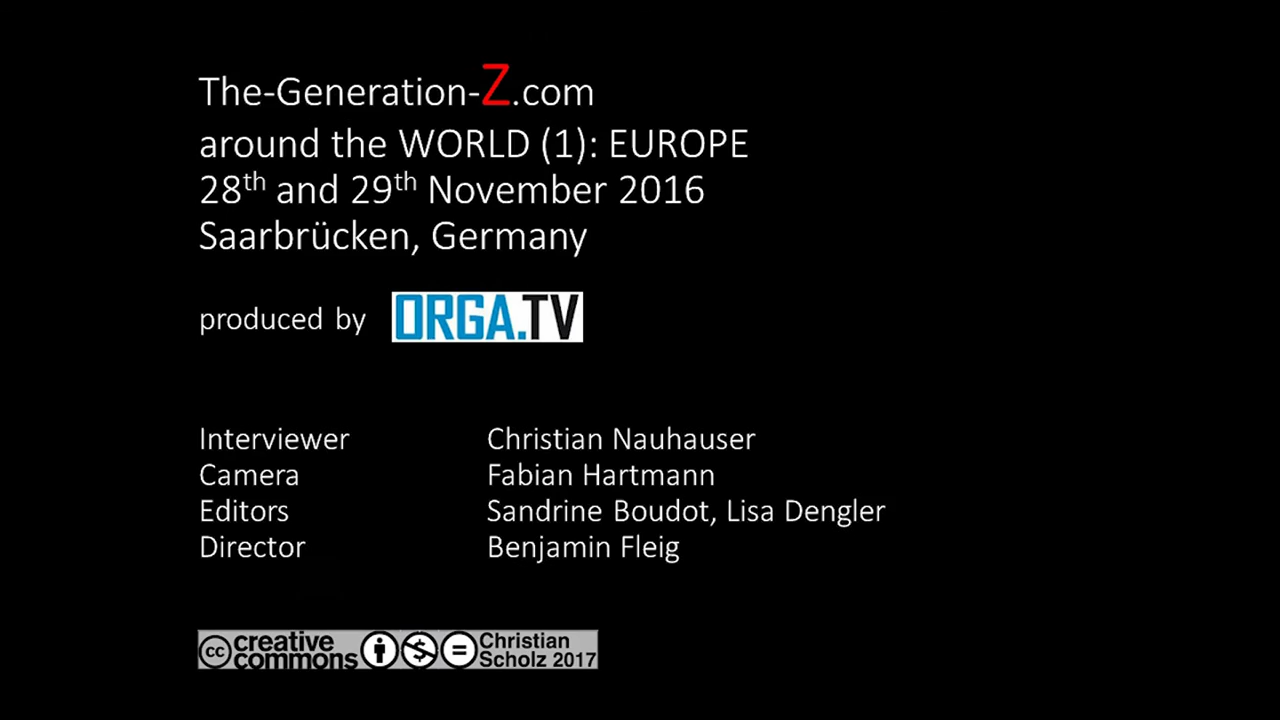 The-Generation-Z.com
around the WORLD (1): EUROPE
28th and 29th November 2016
Saarbrücken, Germany
produced by ORGA.TV
Interviewer Christian Nauhauser
Camera Fabian Hartmann
Editors Sandrine Boudot, Lisa Dengler
Director Benjamin Fleig
cc creative commons Christian Scholz 2017